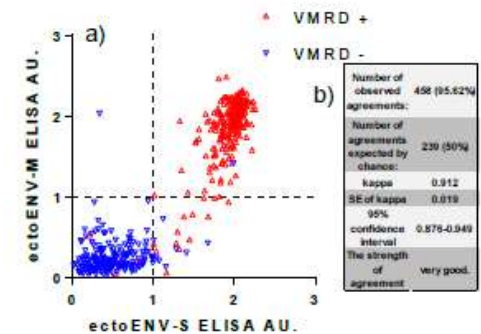 VMRD +
VMRD -
a)
ectoENV-M ELISA AU.
3
2
1
0
0
1
2
3
ectoENV-S ELISA AU.
b)
Number of
observed
agreements:
458 (95.62%)
Number of
agreements
expected by
chance:
239 (50%)
kappa
0.912
SE of kappa
0.019
95%
confidence
interval
0.876-0.949
The strength
of
agreement
very good.